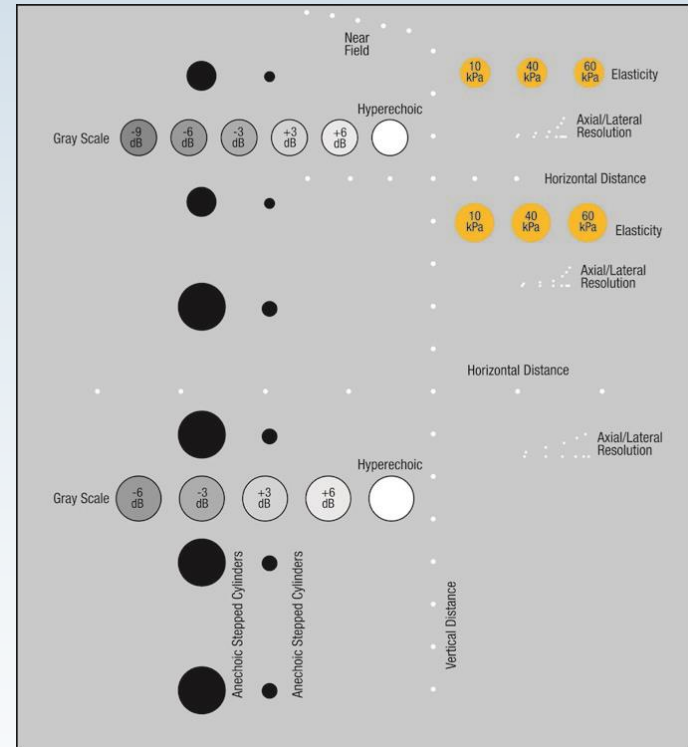 Near
Field
10
kPa
40
kPa
60
kPa
Elasticity
Hyperechoic
Gray Scale
-9
dB
-6
dB
-3
dB
+3
dB
+6
dB
Axial/Lateral
Resolution
Horizontal Distance
10
kPa
40
kPa
60
kPa
Elasticity
Axial/Lateral
Resolution
Horizontal Distance
Axial/Lateral
Resolution
Hyperechoic
Gray Scale
-6
dB
-3
dB
+3
dB
+6
dB
Anechoic Stepped Cylinders
Anechoic Stepped Cylinders
Vertical Distance